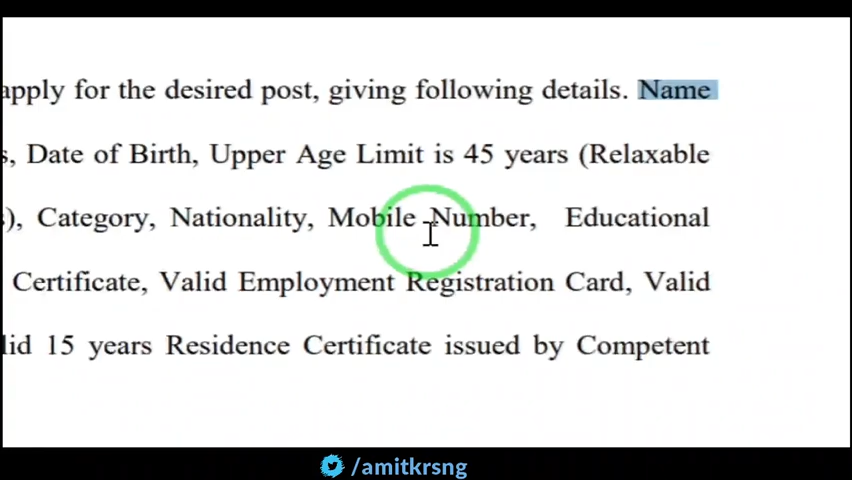 apply for the desired post, giving following details. Name
s, Date of Birth, Upper Age Limit is 45 years (Relaxable
), Category, Nationality, Mobile Number, Educational
Certificate, Valid Employment Registration Card, Valid
lid 15 years Residence Certificate issued by Competent
/amitkrsng